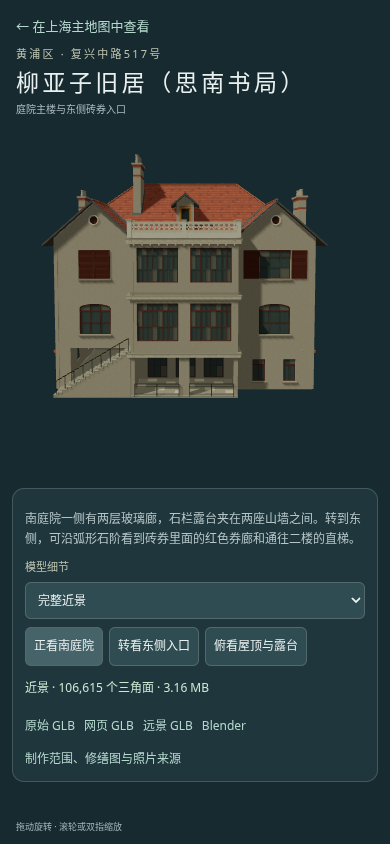 ← 在上海主地图中查看
黄浦区 · 复兴中路517号
柳亚子旧居（思南书局）
庭院主楼与东侧砖券入口
南庭院一侧有两层玻璃廊，石栏露台夹在两座山墙之间。转到东
侧，可沿弧形石阶看到砖券里面的红色券廊和通往二楼的直梯。
模型细节
完整近景
正看南庭院 转看东侧入口 俯看屋顶与露台
近景 · 106,615 个三角面 · 3.16 MB
原始 GLB 网页 GLB 远景 GLB Blender
制作范围、修缮图与照片来源
拖动旋转 · 滚轮或双指缩放